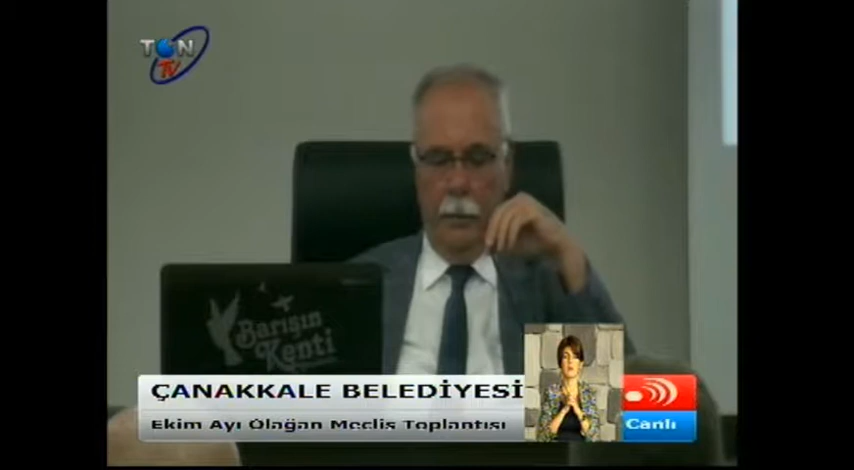 TON
TV
Barışın
Kenti
ÇANAKKALE BELEDİYESİ
Ekim Ayı Olağan Meclis Toplantısı
Canlı